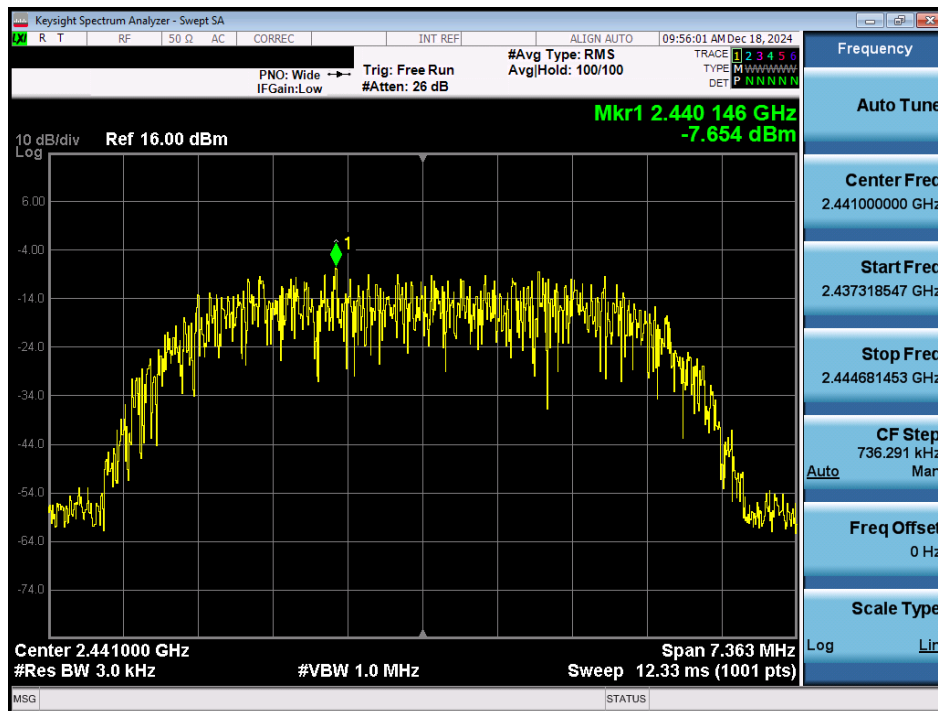 Keysight Spectrum Analyzer - Swept SA
LXI R T RF 50 Ω AC CORREC INT REF ALIGN AUTO 09:56:01 AM Dec 18, 2024
PNO: Wide
IFGain:Low
Trig: Free Run
#Atten: 26 dB
#Avg Type: RMS
Avg|Hold: 100/100
TRACE 1 2 3 4 5 6
TYPE M W W W W W
DET P N N N N N
Mkr1 2.440 146 GHz
-7.654 dBm
10 dB/div
Log
Ref 16.00 dBm
6.00
-4.00
-14.0
-24.0
-34.0
-44.0
-54.0
-64.0
-74.0
1
Center 2.441000 GHz
Span 7.363 MHz
#Res BW 3.0 kHz
#VBW 1.0 MHz
Sweep 12.33 ms (1001 pts)
MSG
STATUS
Frequency
Auto Tune
Center Freq
2.441000000 GHz
Start Freq
2.437318547 GHz
Stop Freq
2.444681453 GHz
CF Step
736.291 kHz
Auto Man
Freq Offset
0 Hz
Scale Type
Log Lin